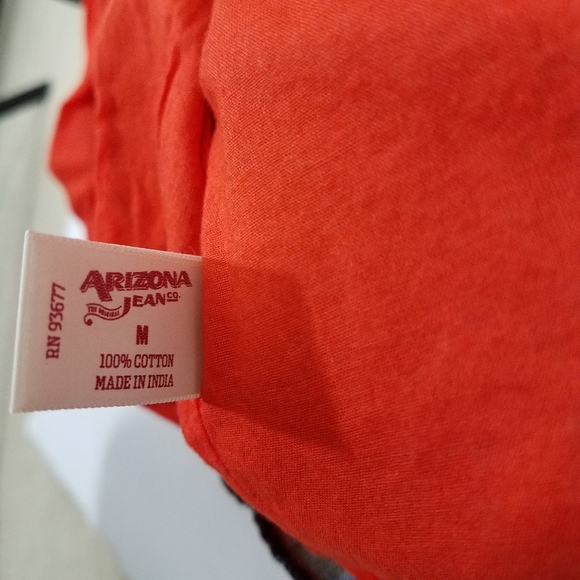 ARIZONA
THE ORIGINAL JEAN CO.
M
100% COTTON
MADE IN INDIA
RN 93677